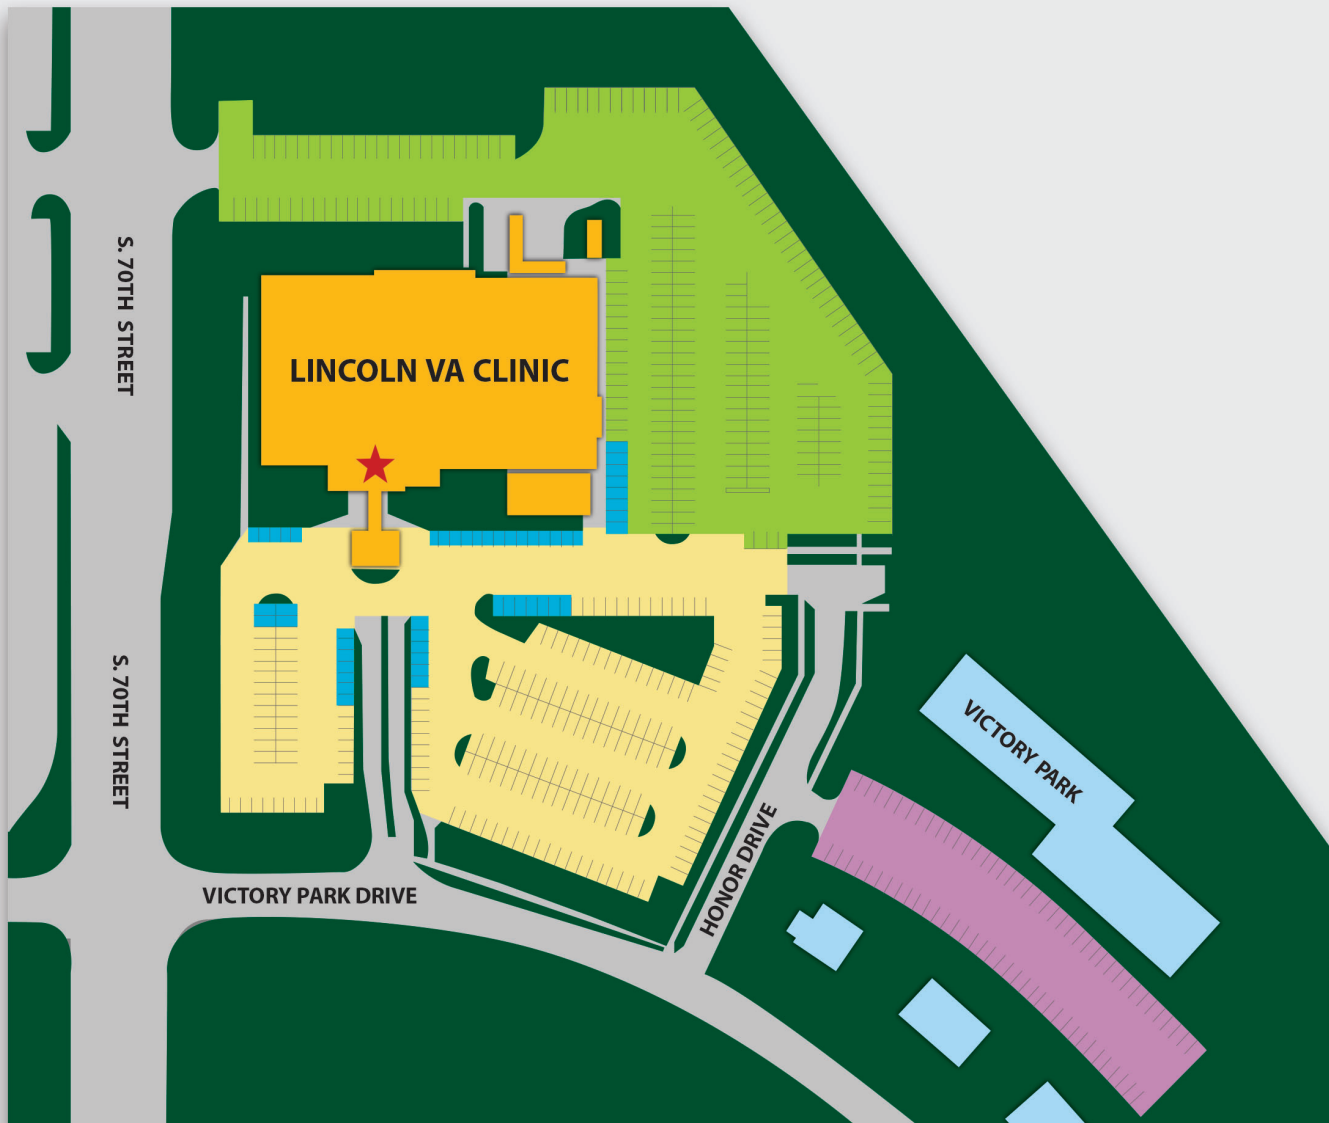 S. 70TH STREET
LINCOLN VA CLINIC
S. 70TH STREET
VICTORY PARK
HONOR DRIVE
VICTORY PARK DRIVE